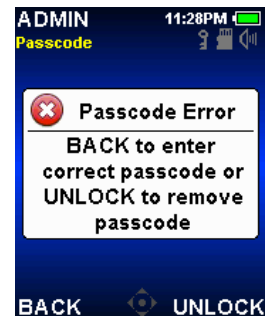 ADMIN 11:28PM
Passcode
Passcode Error
BACK to enter
correct passcode or
UNLOCK to remove
passcode
BACK UNLOCK